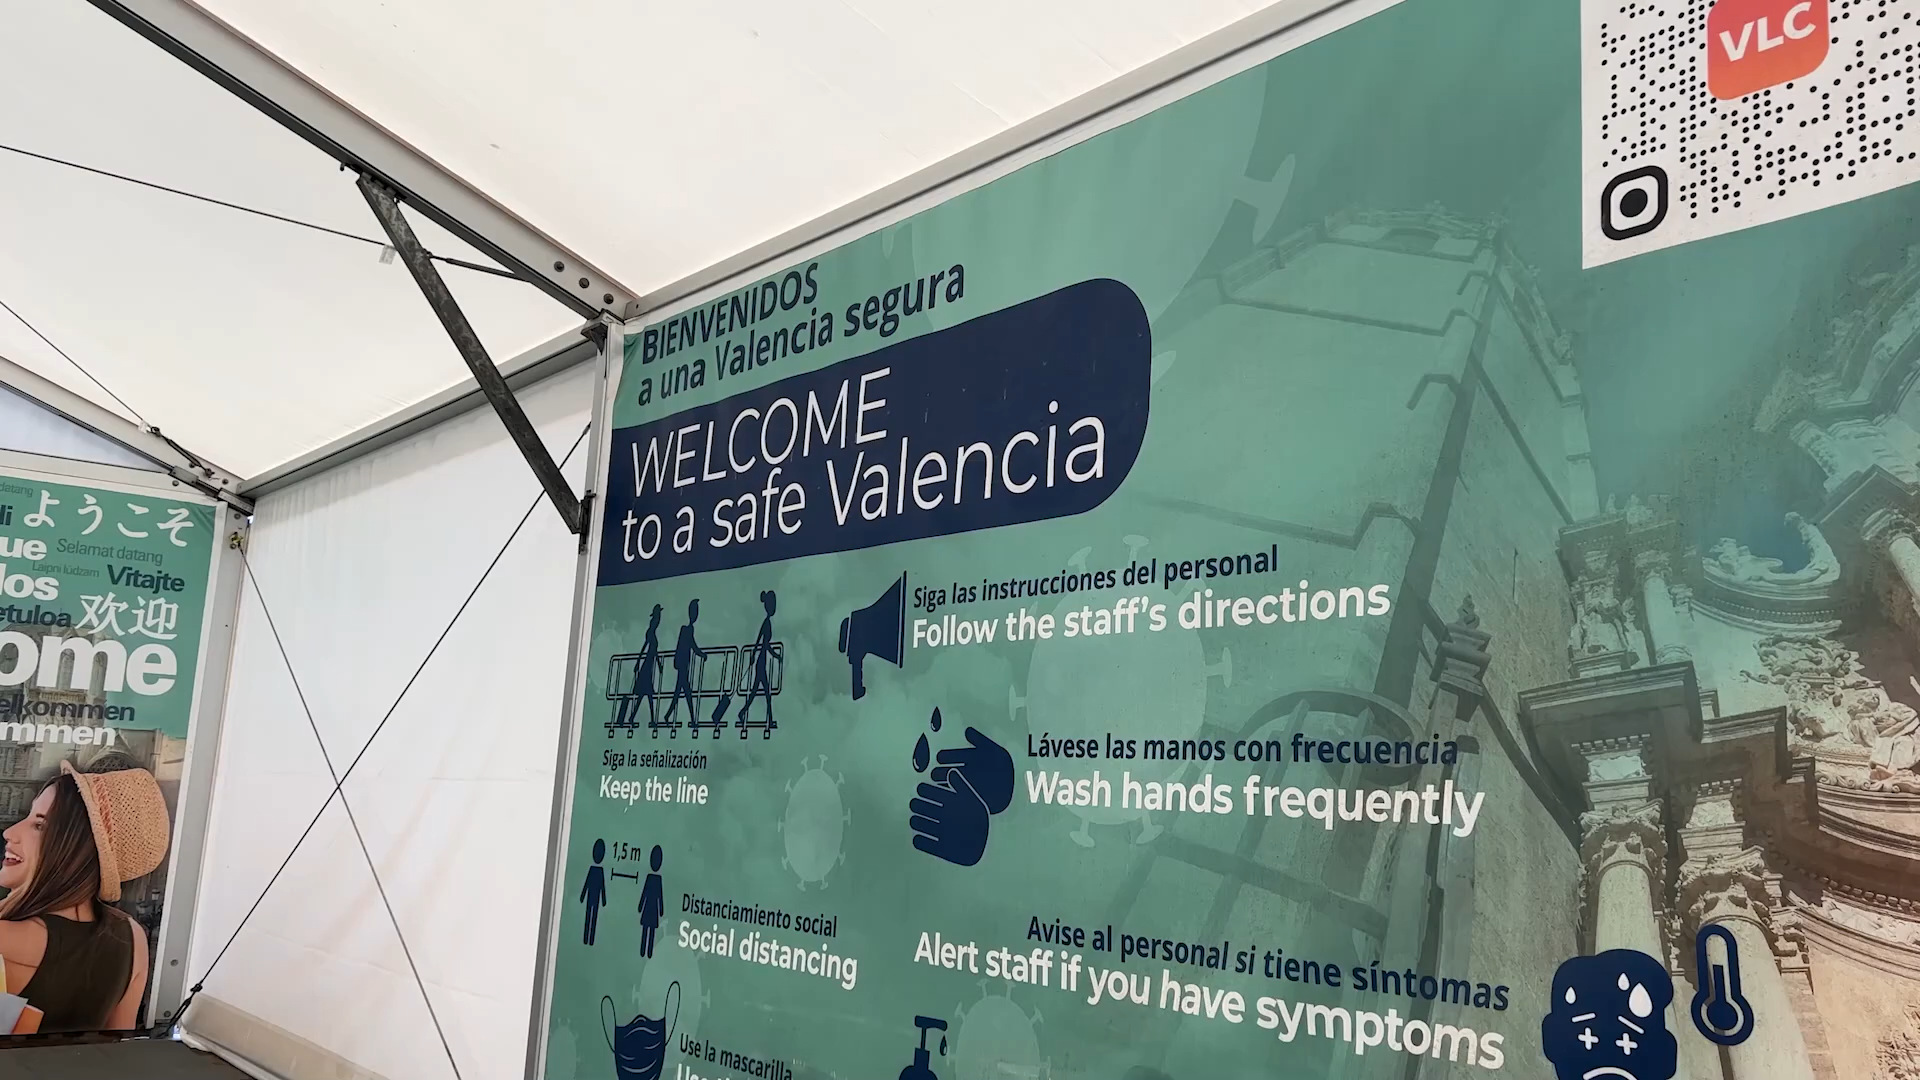 VLC
BIENVENIDOS
a una Valencia segura
WELCOME
to a safe Valencia
Siga las instrucciones del personal
Follow the staff's directions
Siga la señalización
Keep the line
Lávese las manos con frecuencia
Wash hands frequently
1,5 m
Distanciamiento social
Social distancing
Avise al personal si tiene síntomas
Alert staff if you have symptoms
Use la mascarilla
datang
ようこそ
Selamat datang
Laipni lūdzam
Vitajte
欢迎